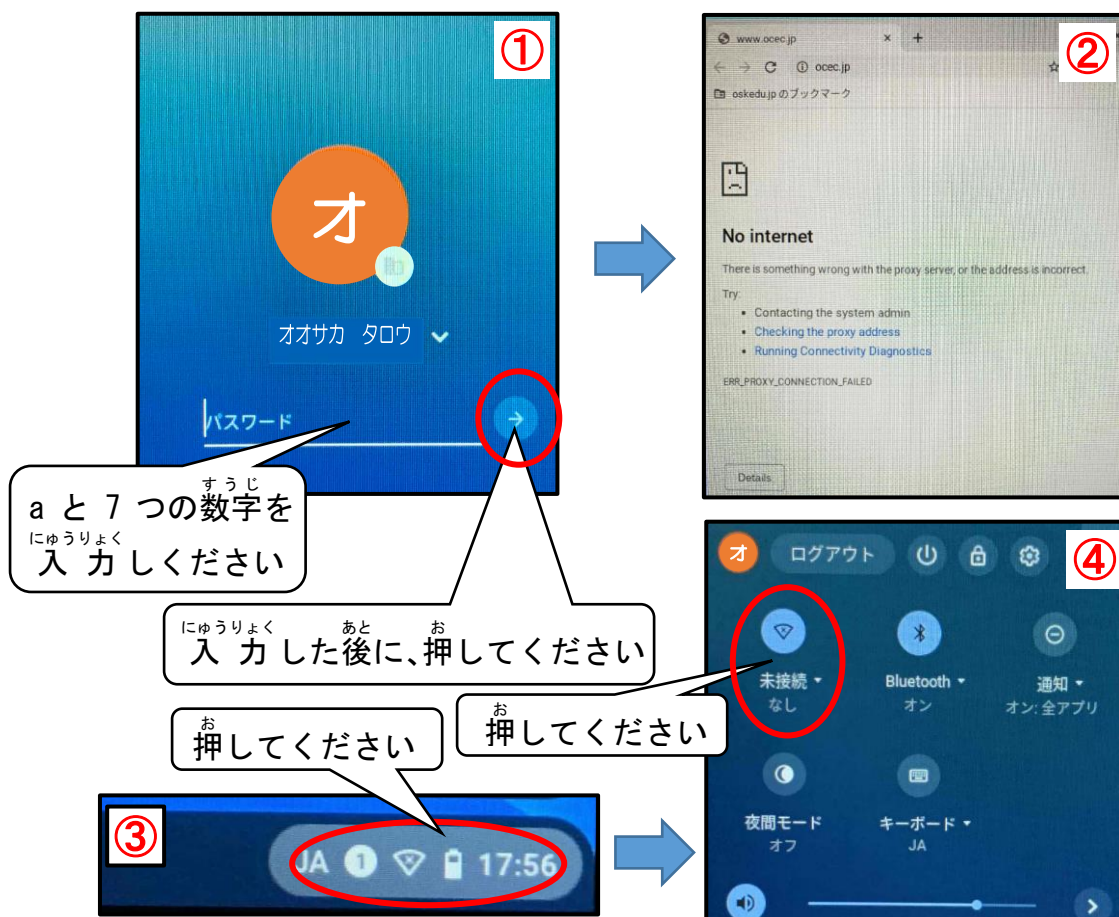 ①
オ
オオサカ タロウ
パスワード
すうじ
a と 7 つの数字を
にゅうりょく
入力しください
にゅうりょく あと お
入力した後に、押してください
②
www.ocec.jp × +
ocec.jp
oskedu.jp のブックマーク
No internet
There is something wrong with the proxy server, or the address is incorrect.
Try:
• Contacting the system admin
• Checking the proxy address
• Running Connectivity Diagnostics
ERR_PROXY_CONNECTION_FAILED
Details
③
お
押してください
JA 1 17:56
④
オ ログアウト
未接続 Bluetooth 通知
なし オン オン: 全アプリ
お
押してください
夜間モード キーボード
オフ JA